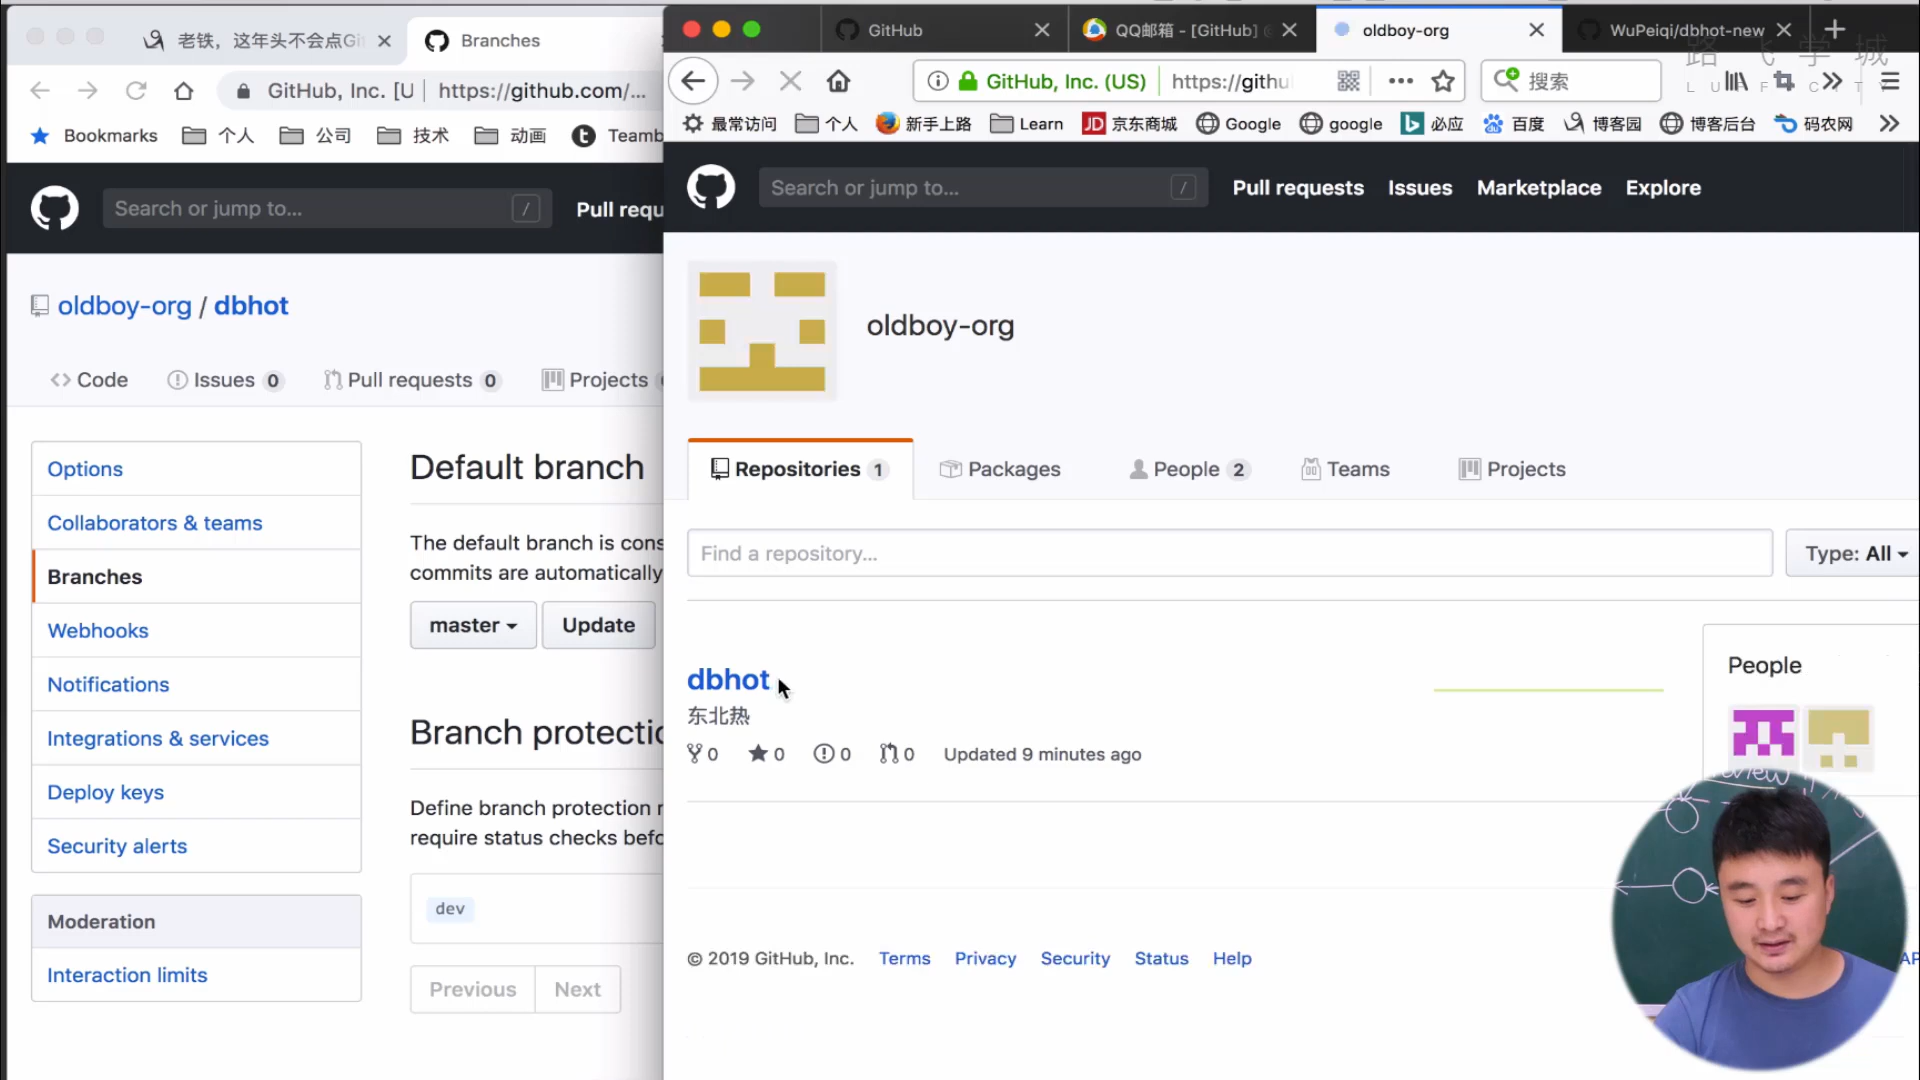 老铁，这年头不会点Gi
Branches
GitHub, Inc. [U
https://github.com/...
Bookmarks
个人
公司
技术
动画
Teamb
Search or jump to...
/
Pull requ
oldboy-org / dbhot
Code
Issues 0
Pull requests 0
Projects
Options
Collaborators & teams
Branches
Webhooks
Notifications
Integrations & services
Deploy keys
Security alerts
Moderation
Interaction limits
Default branch
The default branch is cons
commits are automatically
master
Update
Branch protectio
Define branch protection r
require status checks befo
dev
Previous
Next
GitHub
QQ邮箱 - [GitHub]
oldboy-org
WuPeiqi/dbhot-new
路飞学城
GitHub, Inc. (US)
https://githu
搜索
最常访问
个人
新手上路
Learn
JD 京东商城
Google
google
必应
百度
博客园
博客后台
码农网
Search or jump to...
/
Pull requests
Issues
Marketplace
Explore
oldboy-org
Repositories 1
Packages
People 2
Teams
Projects
Find a repository...
Type: All
dbhot
东北热
0
0
0
0
Updated 9 minutes ago
People
© 2019 GitHub, Inc.
Terms
Privacy
Security
Status
Help